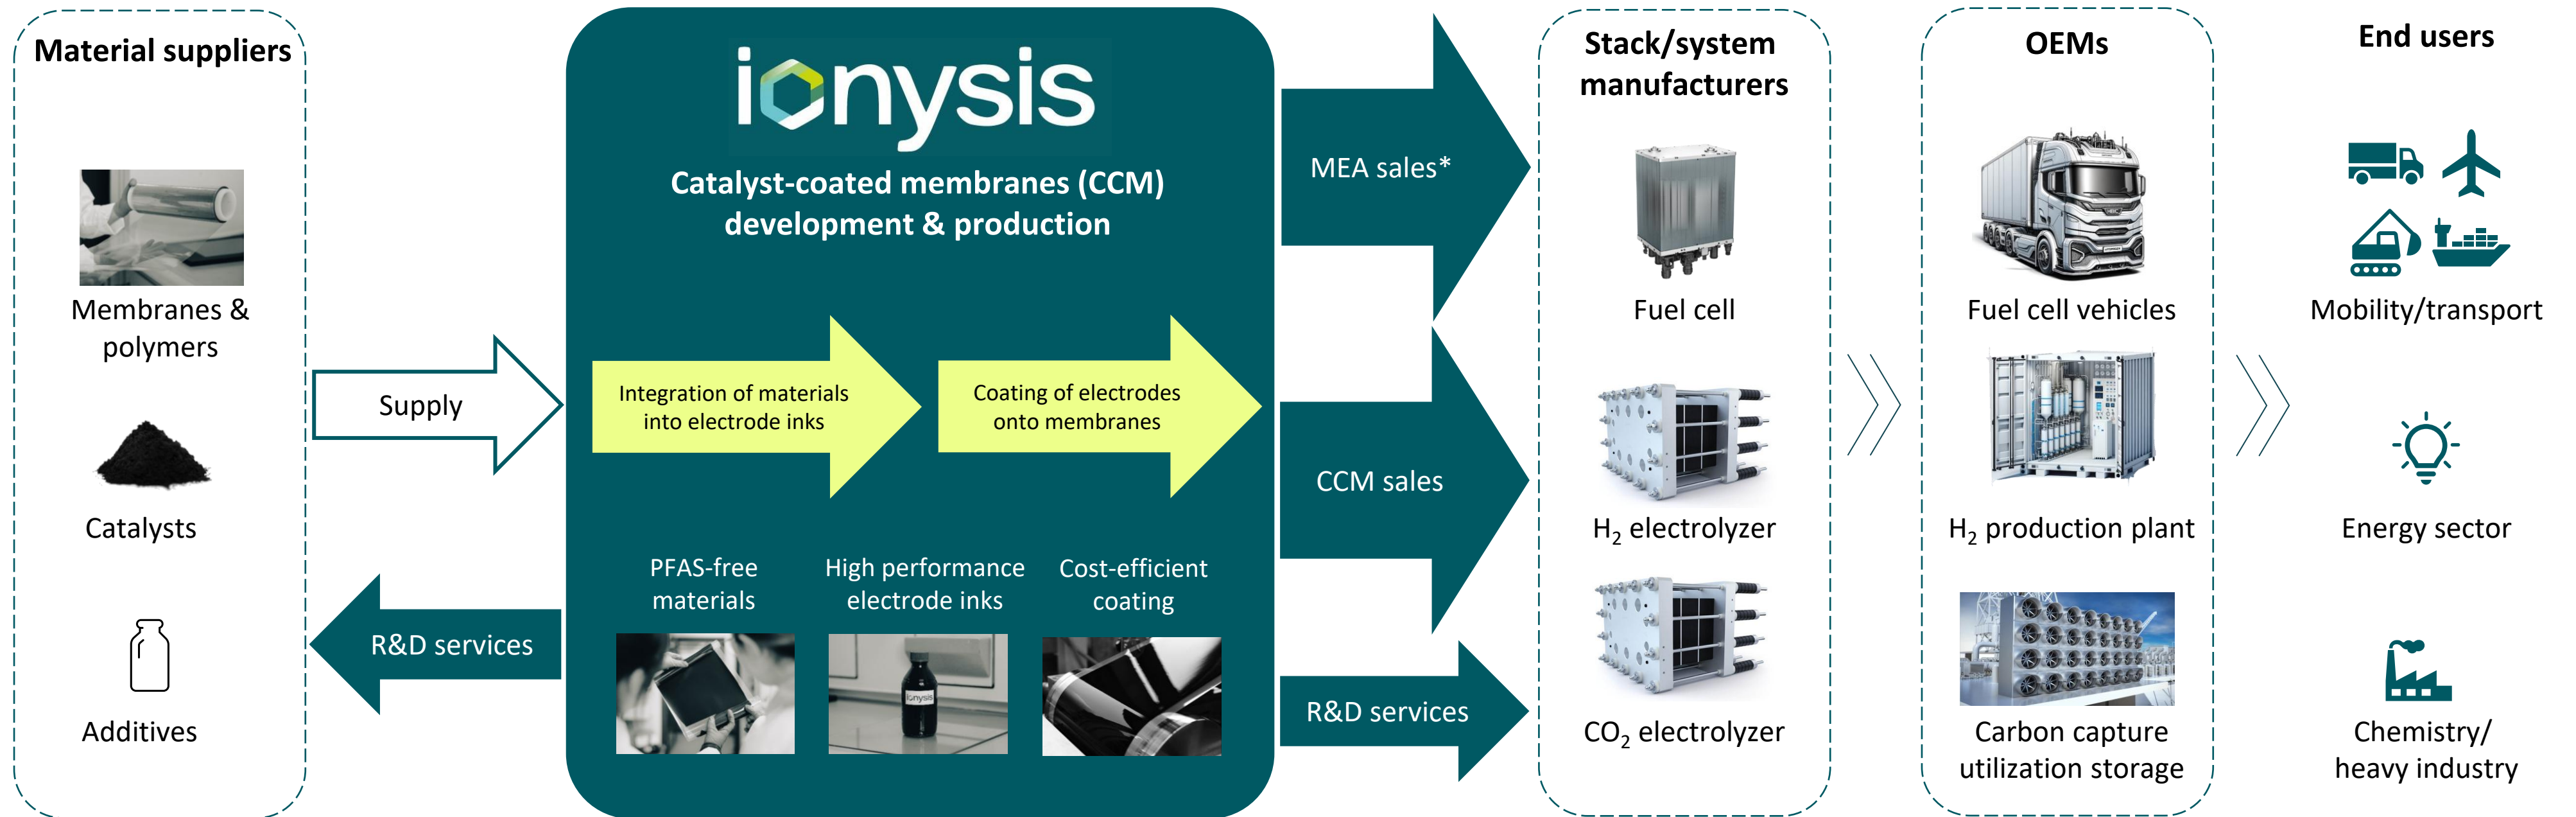 Material suppliers
Membranes &
polymers
Catalysts
Additives
Supply
R&D services
ionysis
Catalyst-coated membranes (CCM)
development & production
Integration of materials
into electrode inks
Coating of electrodes
onto membranes
PFAS-free
materials
High performance
electrode inks
ionysis
Cost-efficient
coating
MEA sales*
CCM sales
R&D services
Stack/system
manufacturers
Fuel cell
H₂ electrolyzer
CO₂ electrolyzer
OEMs
Fuel cell vehicles
H₂ production plant
Carbon capture
utilization storage
End users
Mobility/transport
Energy sector
Chemistry/
heavy industry